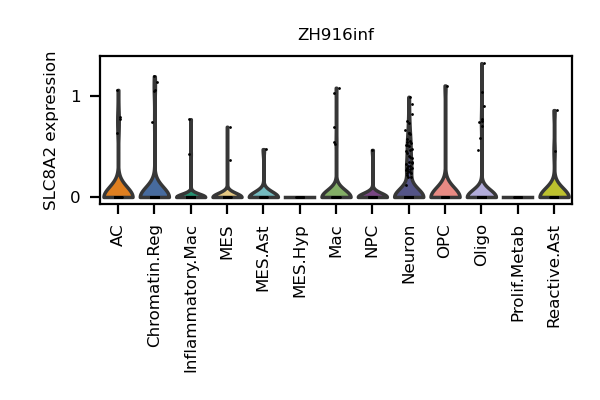 ZH916inf
SLC8A2 expression
1
0
AC
Chromatin.Reg
Inflammatory.Mac
MES
MES.Ast
MES.Hyp
Mac
NPC
Neuron
OPC
Oligo
Prolif.Metab
Reactive.Ast